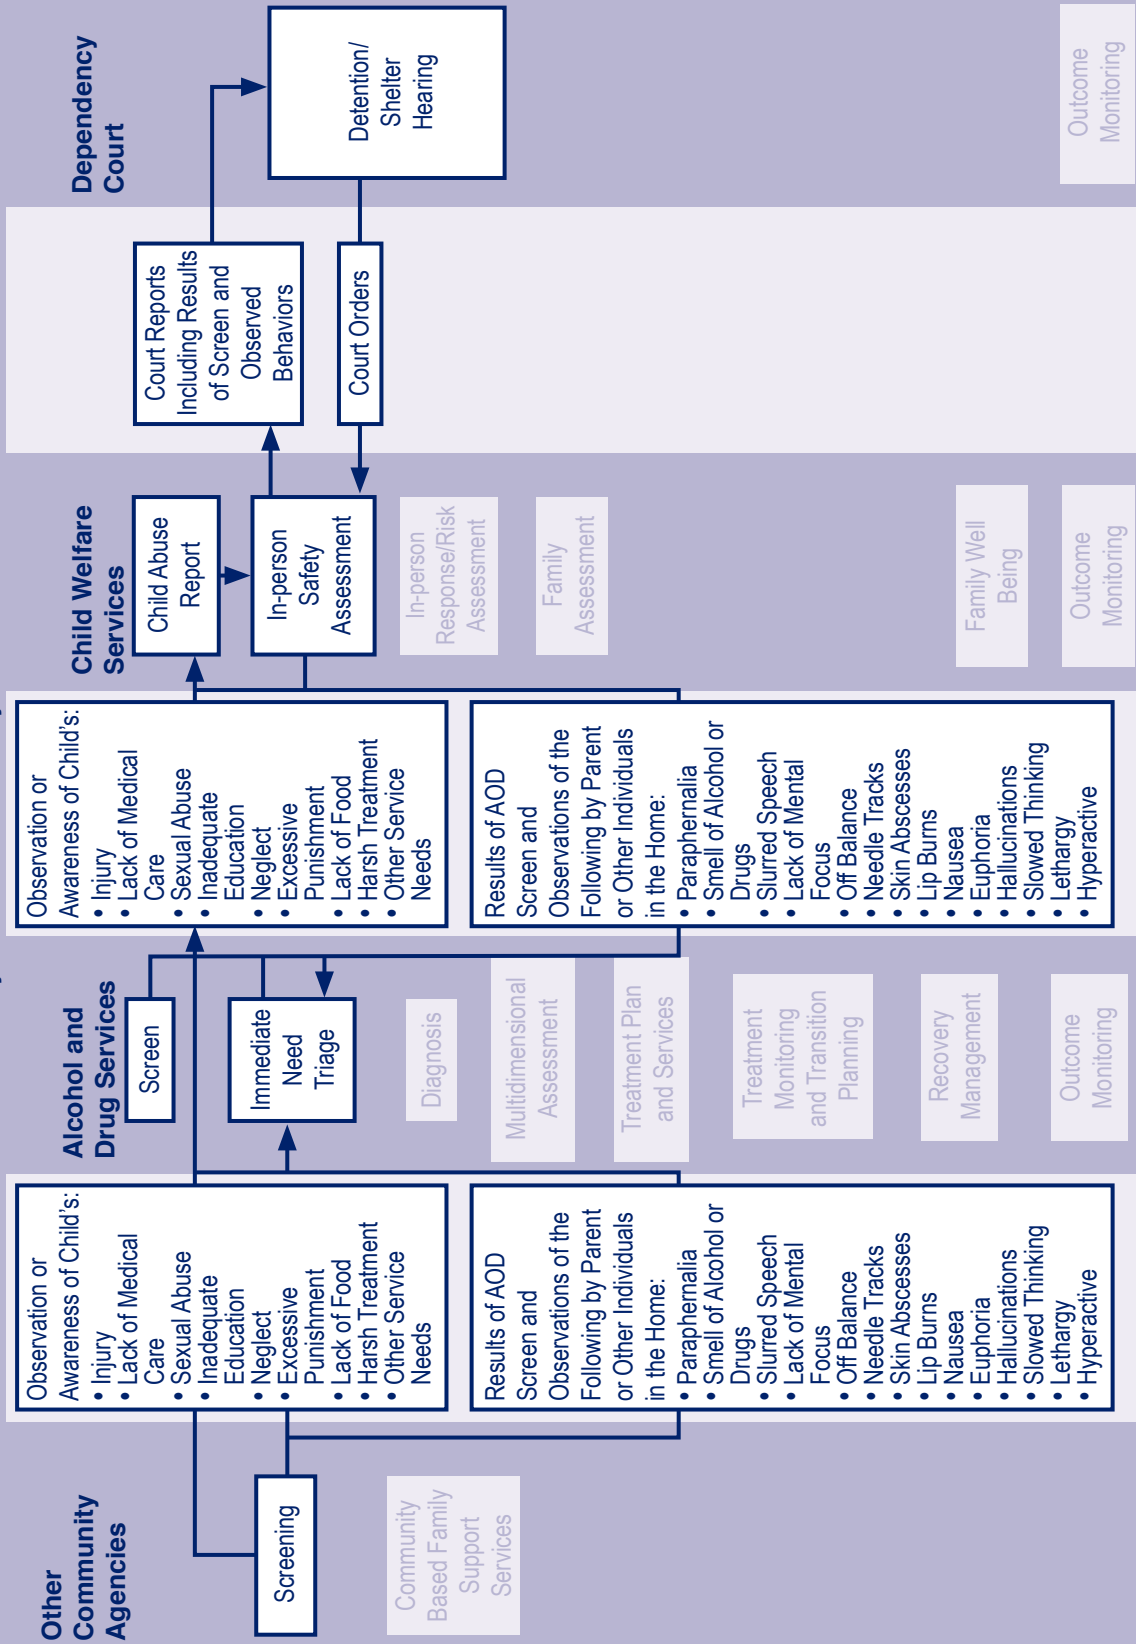 Other
Community
Agencies
Screening
Community
Based Family
Support
Services
Observation or
Awareness of Child's:
• Injury
• Lack of Medical
Care
• Sexual Abuse
• Inadequate
Education
• Neglect
• Excessive
Punishment
• Lack of Food
• Harsh Treatment
• Other Service
Needs
Results of AOD
Screen and
Observations of the
Following by Parent
or Other Individuals
in the Home:
• Paraphernalia
• Smell of Alcohol or
Drugs
• Slurred Speech
• Lack of Mental
Focus
• Off Balance
• Needle Tracks
• Skin Abscesses
• Lip Burns
• Nausea
• Euphoria
• Hallucinations
• Slowed Thinking
• Lethargy
• Hyperactive
Alcohol and
Drug Services
Screen
Immediate
Need
Triage
Diagnosis
Multidimensional
Assessment
Treatment Plan
and Services
Treatment
Monitoring
and Transition
Planning
Recovery
Management
Outcome
Monitoring
Observation or
Awareness of Child's:
• Injury
• Lack of Medical
Care
• Sexual Abuse
• Inadequate
Education
• Neglect
• Excessive
Punishment
• Lack of Food
• Harsh Treatment
• Other Service
Needs
Results of AOD
Screen and
Observations of the
Following by Parent
or Other Individuals
in the Home:
• Paraphernalia
• Smell of Alcohol or
Drugs
• Slurred Speech
• Lack of Mental
Focus
• Off Balance
• Needle Tracks
• Skin Abscesses
• Lip Burns
• Nausea
• Euphoria
• Hallucinations
• Slowed Thinking
• Lethargy
• Hyperactive
Child Welfare
Services
Child Abuse
Report
In-person
Safety
Assessment
In-person
Response/Risk
Assessment
Family
Assessment
Family Well
Being
Outcome
Monitoring
Court Reports
Including Results
of Screen and
Observed
Behaviors
Court Orders
Dependency
Court
Detention/
Shelter
Hearing
Outcome
Monitoring